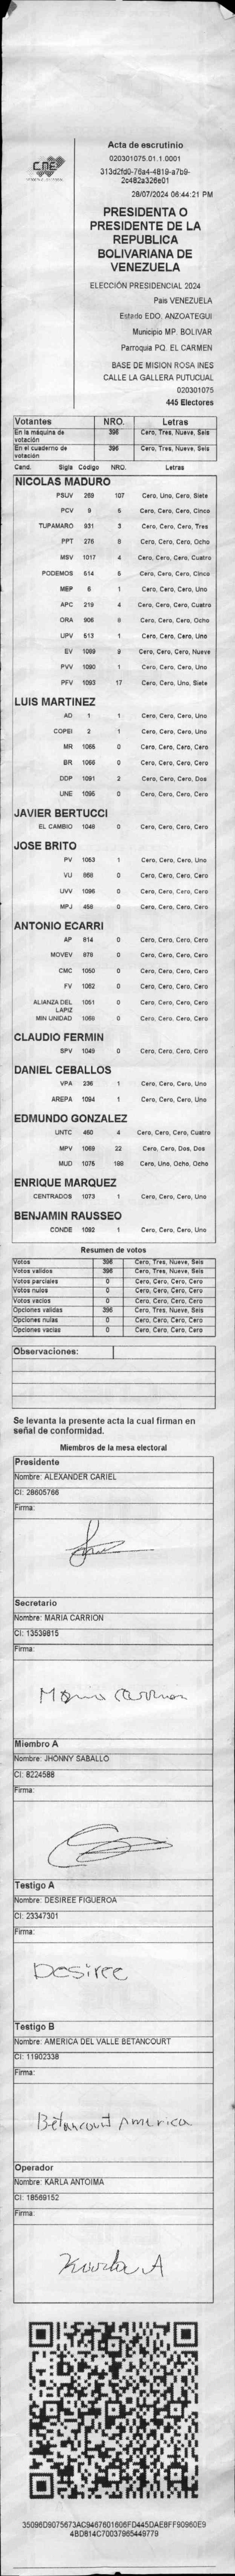 CNE
Acta de escrutinio
020301075.01.1.0001
313d2fd0-76a4-4819-a7b9-
2c482a326e01
28/07/2024 06:44:21 PM
PRESIDENTA O
PRESIDENTE DE LA
REPUBLICA
BOLIVARIANA DE
VENEZUELA
ELECCIÓN PRESIDENCIAL 2024
País VENEZUELA
Estado EDO. ANZOATEGUI
Municipio MP. BOLIVAR
Parroquia PQ. EL CARMEN
BASE DE MISION ROSA INES
CALLE LA GALLERA PUTUCUAL
020301075
445 Electores
Votantes NRO. Letras
En la máquina de votación 396 Cero, Tres, Nueve, Seis
En el cuaderno de votación 396 Cero, Tres, Nueve, Seis
Cand. Sigla Código NRO. Letras
NICOLAS MADURO
PSUV 269 107 Cero, Uno, Cero, Siete
PCV 9 5 Cero, Cero, Cero, Cinco
TUPAMARO 931 3 Cero, Cero, Cero, Tres
PPT 276 8 Cero, Cero, Cero, Ocho
MSV 1017 4 Cero, Cero, Cero, Cuatro
PODEMOS 514 5 Cero, Cero, Cero, Cinco
MEP 6 1 Cero, Cero, Cero, Uno
APC 219 4 Cero, Cero, Cero, Cuatro
ORA 906 8 Cero, Cero, Cero, Ocho
UPV 513 1 Cero, Cero, Cero, Uno
EV 1089 9 Cero, Cero, Cero, Nueve
PVV 1090 1 Cero, Cero, Cero, Uno
PFV 1093 17 Cero, Cero, Uno, Siete
LUIS MARTINEZ
AD 1 1 Cero, Cero, Cero, Uno
COPEI 2 1 Cero, Cero, Cero, Uno
MR 1065 0 Cero, Cero, Cero, Cero
BR 1066 0 Cero, Cero, Cero, Cero
DDP 1091 2 Cero, Cero, Cero, Dos
UNE 1095 0 Cero, Cero, Cero, Cero
JAVIER BERTUCCI
EL CAMBIO 1048 0 Cero, Cero, Cero, Cero
JOSE BRITO
PV 1053 1 Cero, Cero, Cero, Uno
VU 868 0 Cero, Cero, Cero, Cero
UVV 1096 0 Cero, Cero, Cero, Cero
MPJ 458 0 Cero, Cero, Cero, Cero
ANTONIO ECARRI
AP 814 0 Cero, Cero, Cero, Cero
MOVEV 878 0 Cero, Cero, Cero, Cero
CMC 1050 0 Cero, Cero, Cero, Cero
FV 1062 0 Cero, Cero, Cero, Cero
ALIANZA DEL LAPIZ 1051 0 Cero, Cero, Cero, Cero
MIN UNIDAD 1068 0 Cero, Cero, Cero, Cero
CLAUDIO FERMIN
SPV 1049 0 Cero, Cero, Cero, Cero
DANIEL CEBALLOS
VPA 236 1 Cero, Cero, Cero, Uno
AREPA 1094 1 Cero, Cero, Cero, Uno
EDMUNDO GONZALEZ
UNTC 450 4 Cero, Cero, Cero, Cuatro
MPV 1069 22 Cero, Cero, Dos, Dos
MUD 1075 188 Cero, Uno, Ocho, Ocho
ENRIQUE MARQUEZ
CENTRADOS 1073 1 Cero, Cero, Cero, Uno
BENJAMIN RAUSSEO
CONDE 1092 1 Cero, Cero, Cero, Uno
Resumen de votos
Votos 396 Cero, Tres, Nueve, Seis
Votos validos 396 Cero, Tres, Nueve, Seis
Votos parciales 0 Cero, Cero, Cero, Cero
Votos nulos 0 Cero, Cero, Cero, Cero
Votos vacíos 0 Cero, Cero, Cero, Cero
Opciones validas 396 Cero, Tres, Nueve, Seis
Opciones nulas 0 Cero, Cero, Cero, Cero
Opciones vacías 0 Cero, Cero, Cero, Cero
Observaciones:
Se levanta la presente acta la cual firman en
señal de conformidad.
Miembros de la mesa electoral
Presidente
Nombre: ALEXANDER CARIEL
CI: 28605766
Firma:
Secretario
Nombre: MARIA CARRION
CI: 13539815
Firma:
Maria Carrion
Miembro A
Nombre: JHONNY SABALLO
CI: 8224588
Firma:
Testigo A
Nombre: DESIREE FIGUEROA
CI: 23347301
Firma:
Desiree
Testigo B
Nombre: AMERICA DEL VALLE BETANCOURT
CI: 11902338
Firma:
Betancourt America
Operador
Nombre: KARLA ANTOIMA
CI: 18569152
Firma:
Karla A
35096D9075673AC9467601606FD445DAEBFF90960E9
4BD814C70037965449779